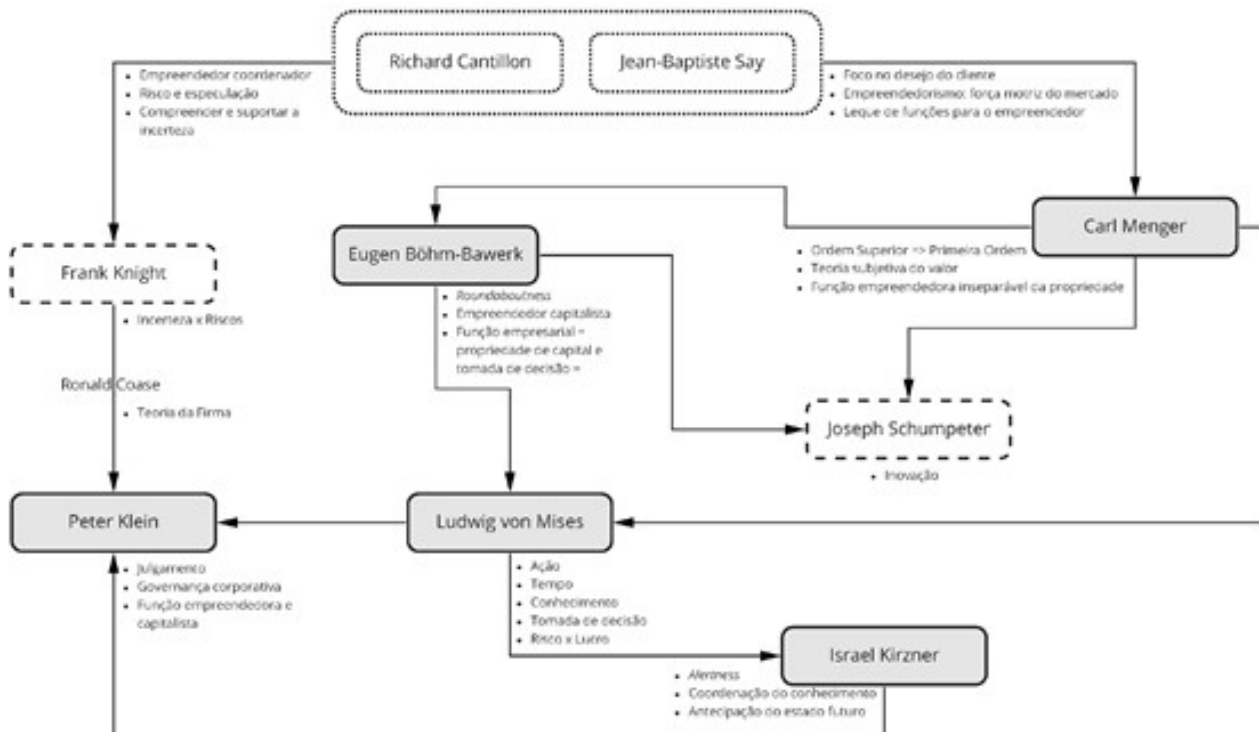 Richard Cantillon
Jean-Baptiste Say
• Empreendedor coordenador
• Risco e especulação
• Compreender e suportar a
incerteza
• Foco no desejo do cliente
• Empreendedorismo: força motriz do mercado
• Leque de funções para o empreendedor
Carl Menger
• Ordem Superior => Primeira Ordem
• Teoria subjetiva do valor
• Função empreendedora inseparável da propriedade
Eugen Böhm-Bawerk
• Roundaboutness
• Empreendedor capitalista
• Função empresarial =
propriedade de capital e
tomada de decisão =
Frank Knight
• Incerteza x Riscos
Ronald Coase
• Teoria da Firma
Joseph Schumpeter
• Inovação
Peter Klein
• Julgamento
• Governança corporativa
• Função empreendedora e
capitalista
Ludwig von Mises
• Ação
• Tempo
• Conhecimento
• Tomada de decisão
• Risco x Lucro
Israel Kirzner
• Alertness
• Coordenação do conhecimento
• Antecipação do estado futuro